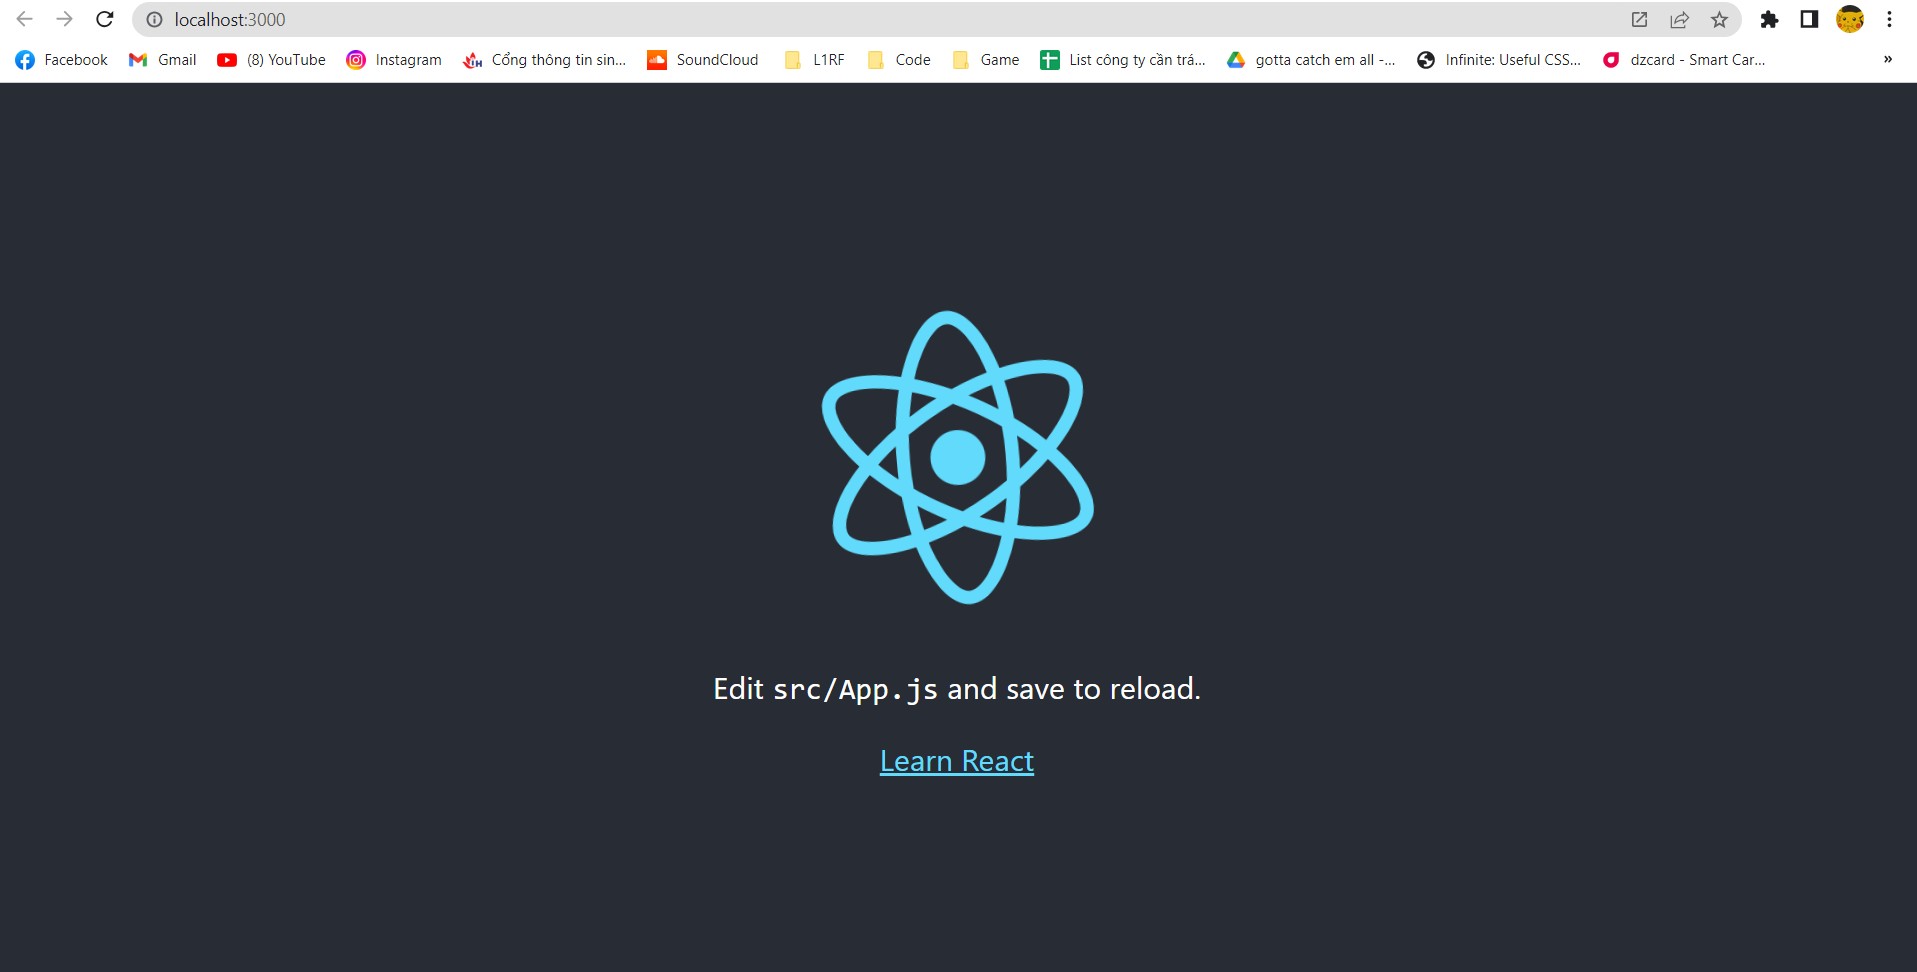 localhost:3000
Facebook Gmail (8) YouTube Instagram Cổng thông tin sin... SoundCloud L1RF Code Game List công ty cần trá... gotta catch em all -... Infinite: Useful CSS... dzcard - Smart Car... »
Edit src/App.js and save to reload.
Learn React